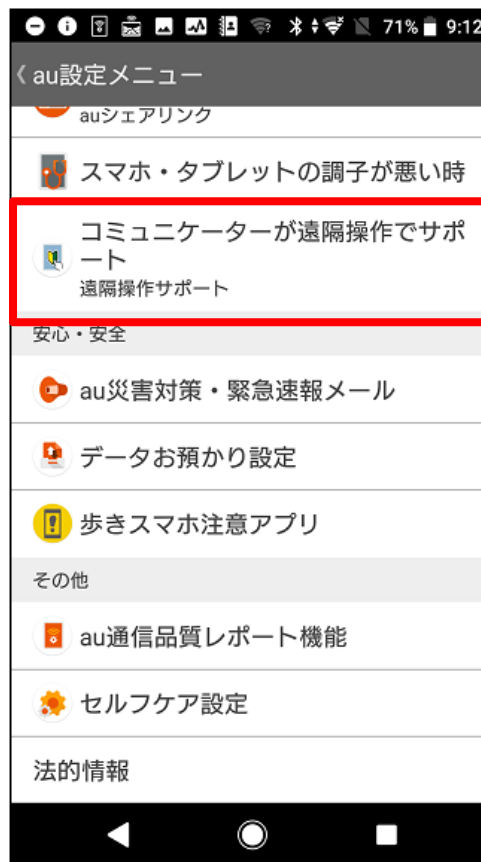 71% 9:12
au設定メニュー
auシェアリンク
スマホ・タブレットの調子が悪い時
コミュニケーターが遠隔操作でサポ
ート
遠隔操作サポート
安心・安全
au災害対策・緊急速報メール
データお預かり設定
歩きスマホ注意アプリ
その他
au通信品質レポート機能
セルフケア設定
法的情報